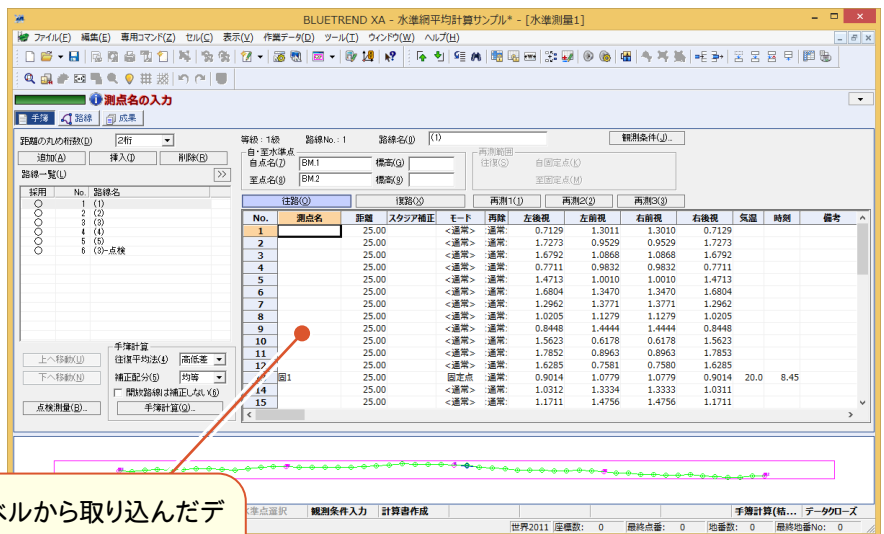 BLUETREND XA - 水準網平均計算サンプル* - [水準測量1]
ファイル(F) 編集(E) 専用コマンド(Z) セル(C) 表示(V) 作業データ(D) ツール(T) ウィンドウ(W) ヘルプ(H)
測点名の入力
手簿 路線 成果
距離の丸め桁数(D) 2桁
追加(A) 挿入(I) 削除(R)
路線一覧(L) >>
採用 No. 路線名
1 (1)
2 (2)
3 (3)
4 (4)
5 (5)
6 (3)-点検
上へ移動(U)
下へ移動(N)
点検測量(B)...
手簿計算
往復平均法(4) 高低差
補正配分(5) 均等
開放路線は補正しない(6)
手簿計算(O)...
等級: 1級 路線No.: 1 路線名(J) (1) 観測条件(J)...
自・至水準点
自点名(7) BM.1 標高(G)
至点名(8) BM.2 標高(9)
再測範囲
往復(S) 自固定点(K)
至固定点(M)
往路(O) 復路(X) 再測1(1) 再測2(2) 再測3(3)
No. 測点名 距離 スタジア補正 モード 再除 左後視 左前視 右前視 右後視 気温 時刻 備考
1 25.00 <通常> :通常: 0.7129 1.3011 1.3010 0.7129
2 25.00 <通常> :通常: 1.7273 0.9529 0.9529 1.7273
3 25.00 <通常> :通常: 1.6792 1.0868 1.0868 1.6792
4 25.00 <通常> :通常: 0.7711 0.9832 0.9832 0.7711
5 25.00 <通常> :通常: 1.4713 1.0010 1.0010 1.4713
6 25.00 <通常> :通常: 1.6804 1.3470 1.3470 1.6804
7 25.00 <通常> :通常: 1.2962 1.3771 1.3771 1.2962
8 25.00 <通常> :通常: 1.0205 1.1279 1.1279 1.0205
9 25.00 <通常> :通常: 0.8448 1.4444 1.4444 0.8448
10 25.00 <通常> :通常: 1.5623 0.6178 0.6178 1.5623
11 25.00 <通常> :通常: 1.7852 0.8963 0.8963 1.7853
12 25.00 <通常> :通常: 1.6285 0.7581 0.7580 1.6285
固1 25.00 固定点 :通常: 0.9014 1.0779 1.0779 0.9014 20.0 8.45
14 25.00 <通常> :通常: 1.0312 1.3334 1.3333 1.0311
15 25.00 <通常> :通常: 1.1711 1.4756 1.4756 1.1711
ベルから取り込んだデ
水準点選択 観測条件入力 計算書作成 手簿計算(結... データクローズ
世界2011 座標数: 0 最終点番: 0 地番数: 0 最終地番No: 0